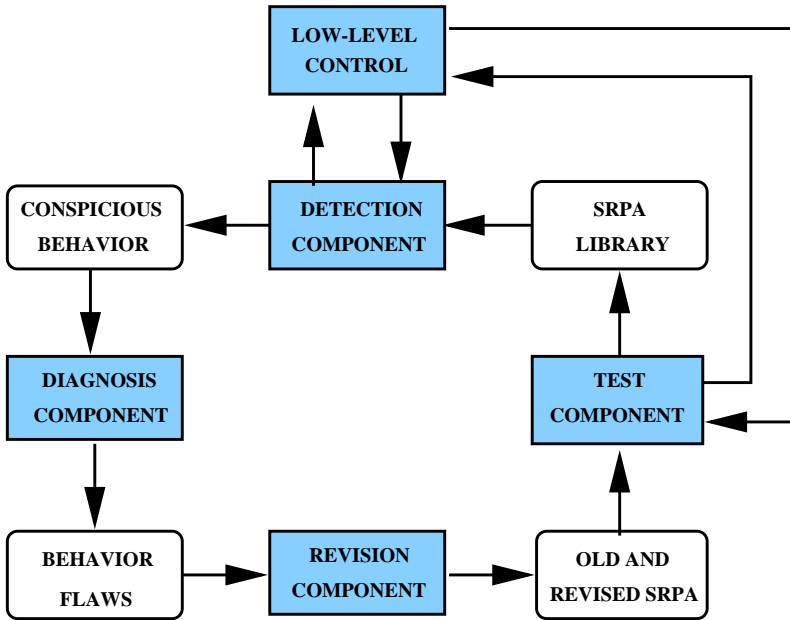 LOW-LEVEL
CONTROL
CONSPICIOUS
BEHAVIOR
DETECTION
COMPONENT
SRPA
LIBRARY
DIAGNOSIS
COMPONENT
TEST
COMPONENT
BEHAVIOR
FLAWS
REVISION
COMPONENT
OLD AND
REVISED SRPA